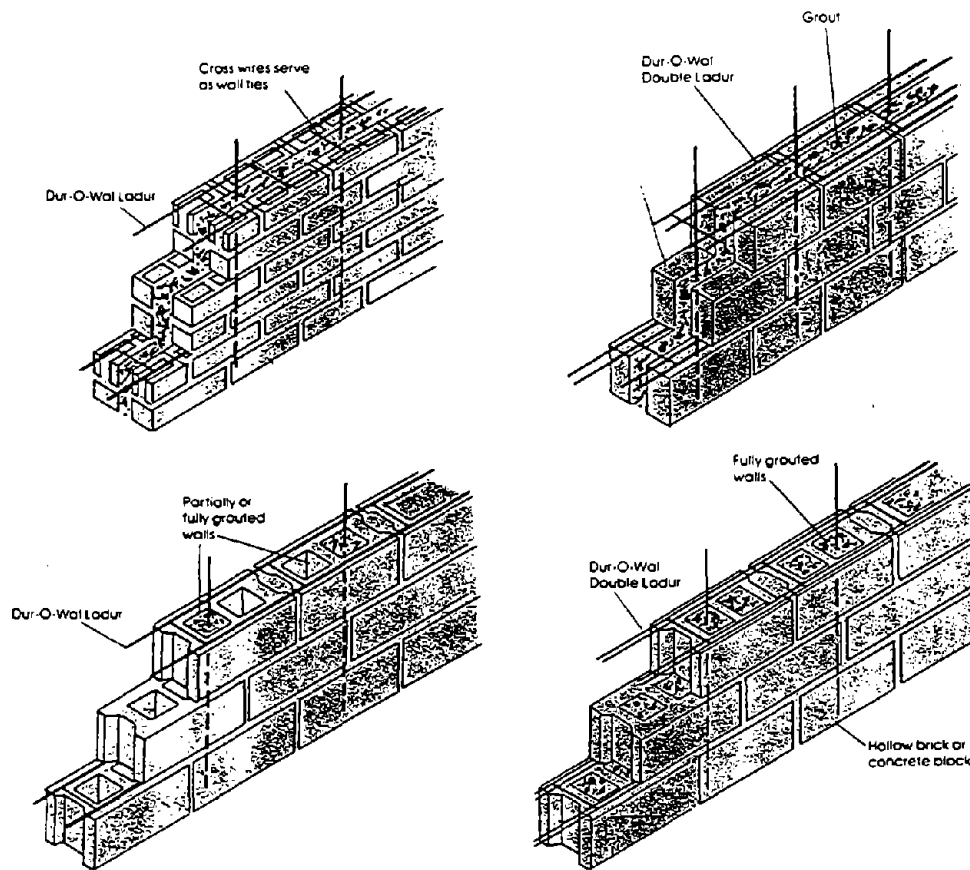 Cross wires serve
as wall ties
Dur-O-Wal Ladur
Grout
Dur-O-Wal
Double Ladur
Partially or
fully grouted
walls
Dur-O-Wal Ladur
Fully grouted
walls
Dur-O-Wal
Double Ladur
Hollow brick or
concrete block